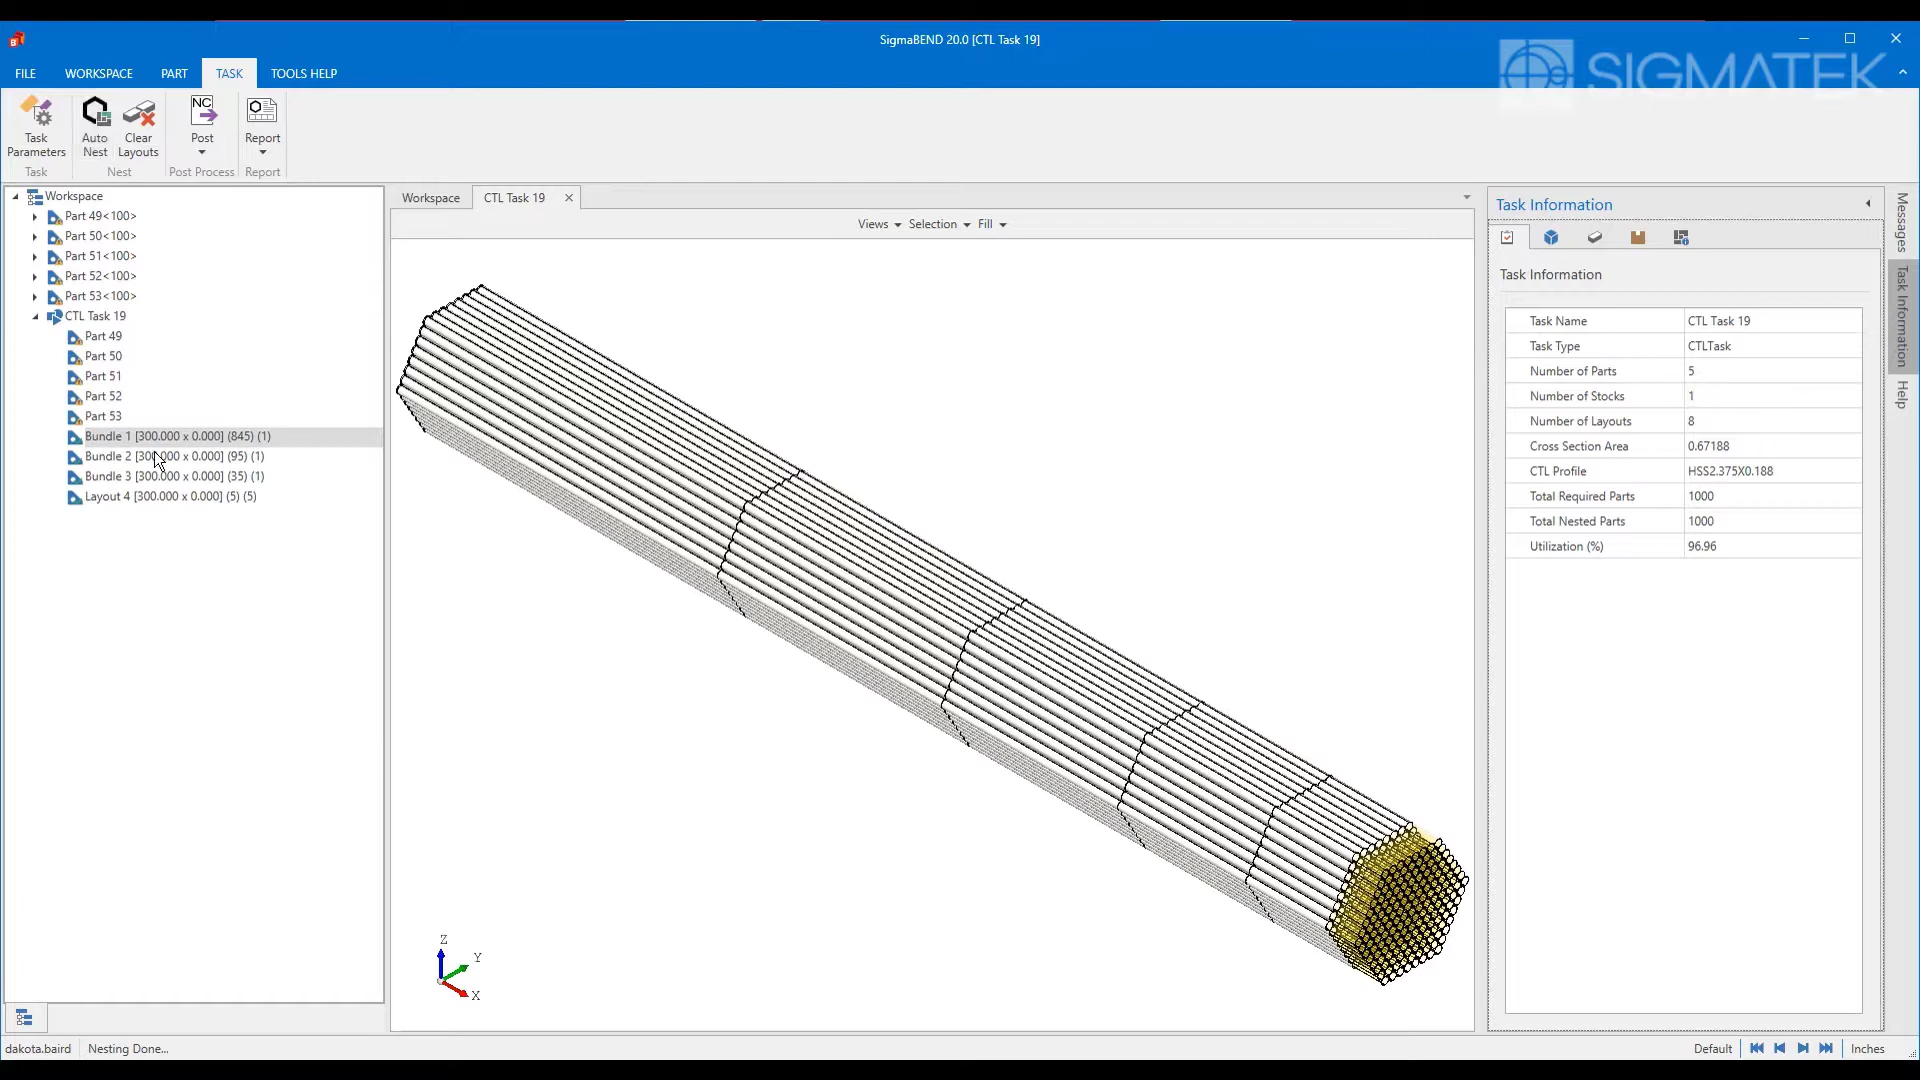 SigmaBEND 20.0 [CTL Task 19]
SIGMATEK
FILE WORKSPACE PART TASK TOOLS HELP
Task Parameters
Auto Nest
Clear Layouts
NC
Post
Report
Task Nest Post Process Report
Workspace
Part 49<100>
Part 50<100>
Part 51<100>
Part 52<100>
Part 53<100>
CTL Task 19
Part 49
Part 50
Part 51
Part 52
Part 53
Bundle 1 [300.000 x 0.000] (845) (1)
Bundle 2 [300.000 x 0.000] (95) (1)
Bundle 3 [300.000 x 0.000] (35) (1)
Layout 4 [300.000 x 0.000] (5) (5)
Workspace CTL Task 19
Views Selection Fill
Z
Y
X
Task Information
Task Information
Task Name CTL Task 19
Task Type CTLTask
Number of Parts 5
Number of Stocks 1
Number of Layouts 8
Cross Section Area 0.67188
CTL Profile HSS2.375X0.188
Total Required Parts 1000
Total Nested Parts 1000
Utilization (%) 96.96
Messages
Task Information
Help
dakota.baird Nesting Done... Default Inches